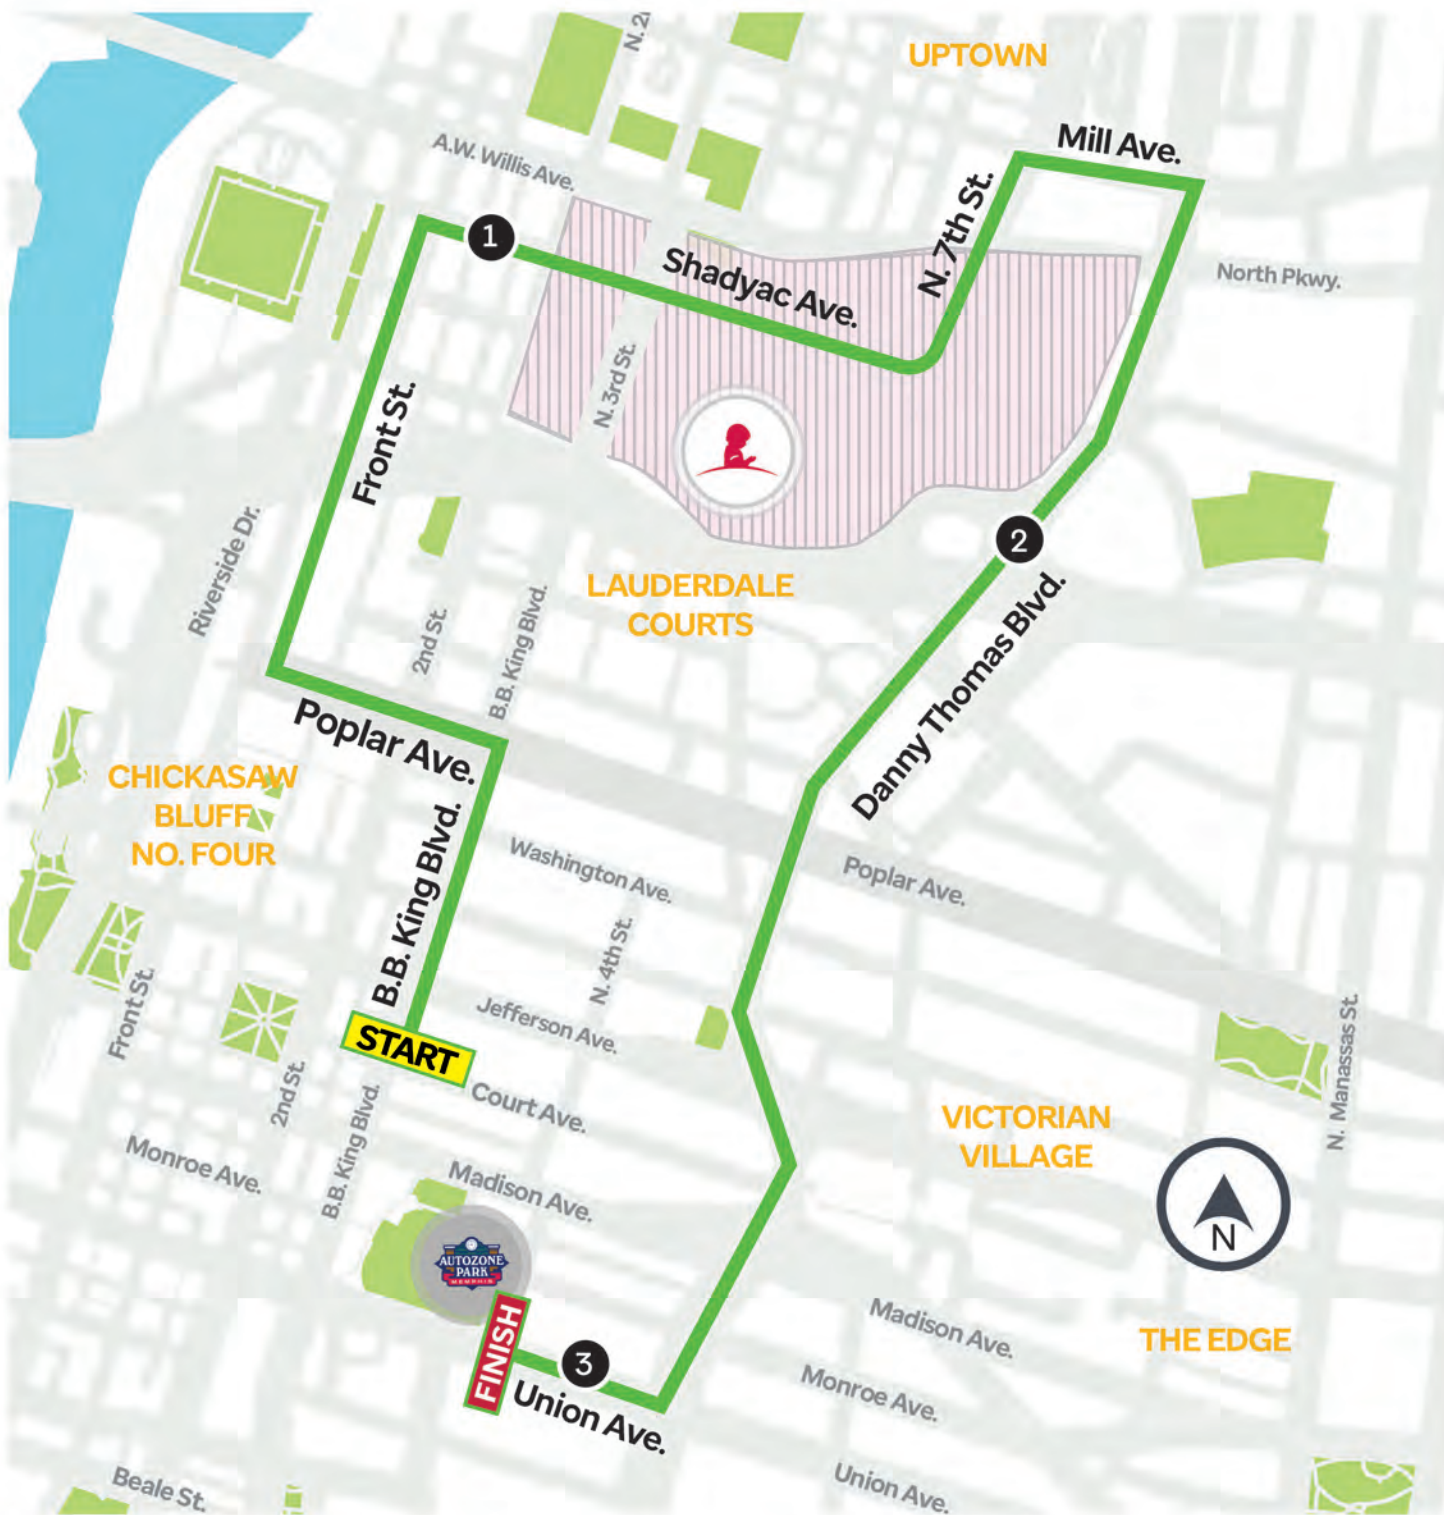 N. 2
UPTOWN
Mill Ave.
A.W. Willis Ave.
N. 7th St.
1
Shadyac Ave.
North Pkwy.
N. 3rd St.
Front St.
Riverside Dr.
2
LAUDERDALE
COURTS
2nd St.
B.B. King Blvd.
Danny Thomas Blvd.
Poplar Ave.
CHICKASAW
BLUFF
NO. FOUR
B.B. King Blvd.
Washington Ave.
Poplar Ave.
N. 4th St.
Front St.
Jefferson Ave.
START
N. Manassas St.
2nd St.
Court Ave.
B.B. King Blvd.
VICTORIAN
VILLAGE
Monroe Ave.
Madison Ave.
N
AUTOZONE
PARK
MEMPHIS
FINISH
Madison Ave.
THE EDGE
3
Union Ave.
Monroe Ave.
Beale St.
Union Ave.